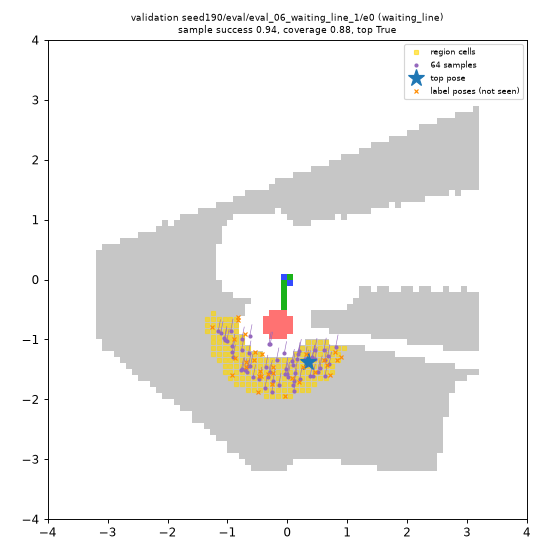 validation seed190/eval/eval_06_waiting_line_1/e0 (waiting_line)
sample success 0.94, coverage 0.88, top True
region cells
64 samples
top pose
label poses (not seen)
4
3
2
1
0
−1
−2
−3
−4
−4 −3 −2 −1 0 1 2 3 4